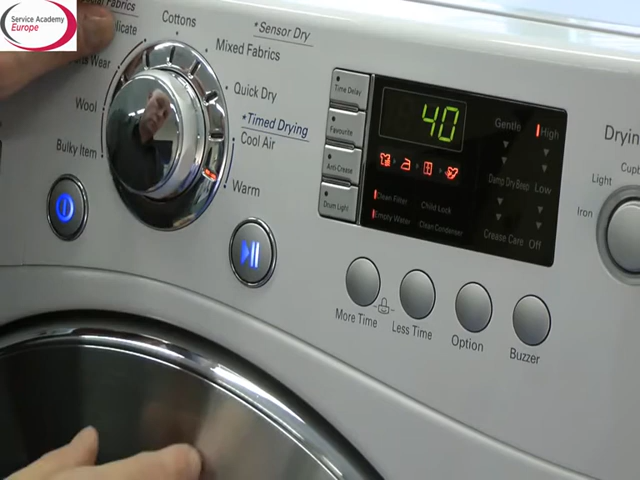 Service Academy
Europe
Fabrics
Cottons
*Sensor Dry
Mixed Fabrics
Wear
Quick Dry
Wool
*Timed Drying
Cool Air
Bulky Item
Warm
Time Delay
Favourite
Anti-Crease
Drum Light
40
Gentle
High
Damp Dry Beep
Low
Clean Filter
Child Lock
Empty Water
Clean Condenser
Crease Care
Off
Drying
Light
Iron
More Time
Less Time
Option
Buzzer